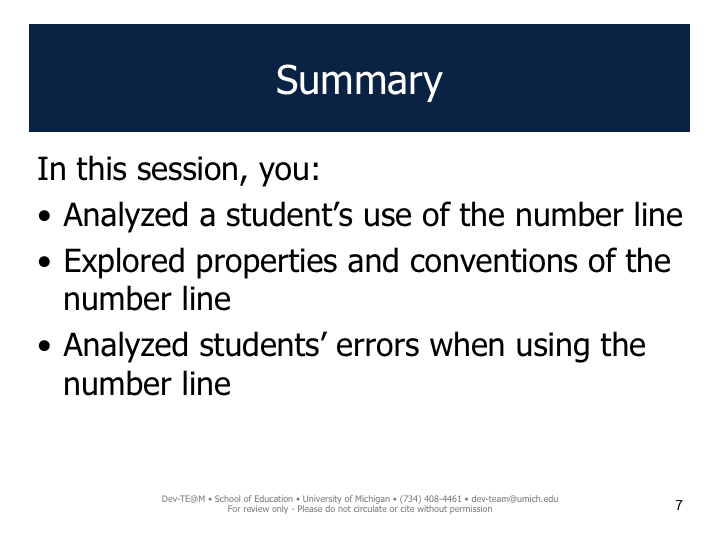 Summary
In this session, you:
• Analyzed a student’s use of the number line
• Explored properties and conventions of the
number line
• Analyzed students’ errors when using the
number line
Dev-TE@M • School of Education • University of Michigan • (734) 408-4461 • dev-team@umich.edu
For review only - Please do not circulate or cite without permission
7